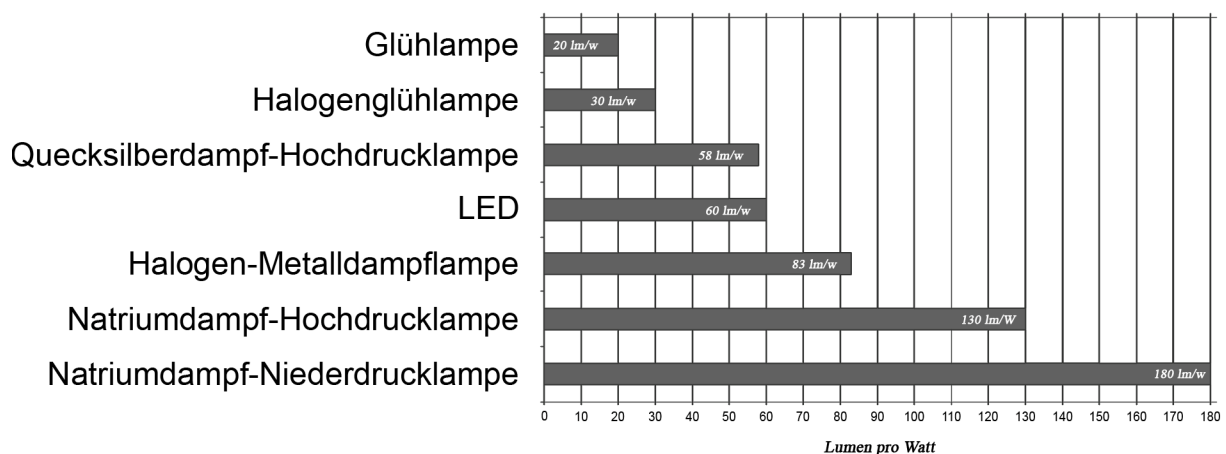 Glühlampe 20 lm/w
Halogenglühlampe 30 lm/w
Quecksilberdampf-Hochdrucklampe 58 lm/w
LED 60 lm/w
Halogen-Metalldampflampe 83 lm/w
Natriumdampf-Hochdrucklampe 130 lm/W
Natriumdampf-Niederdrucklampe 180 lm/w
0 10 20 30 40 50 60 70 80 90 100 110 120 130 140 150 160 170 180
Lumen pro Watt